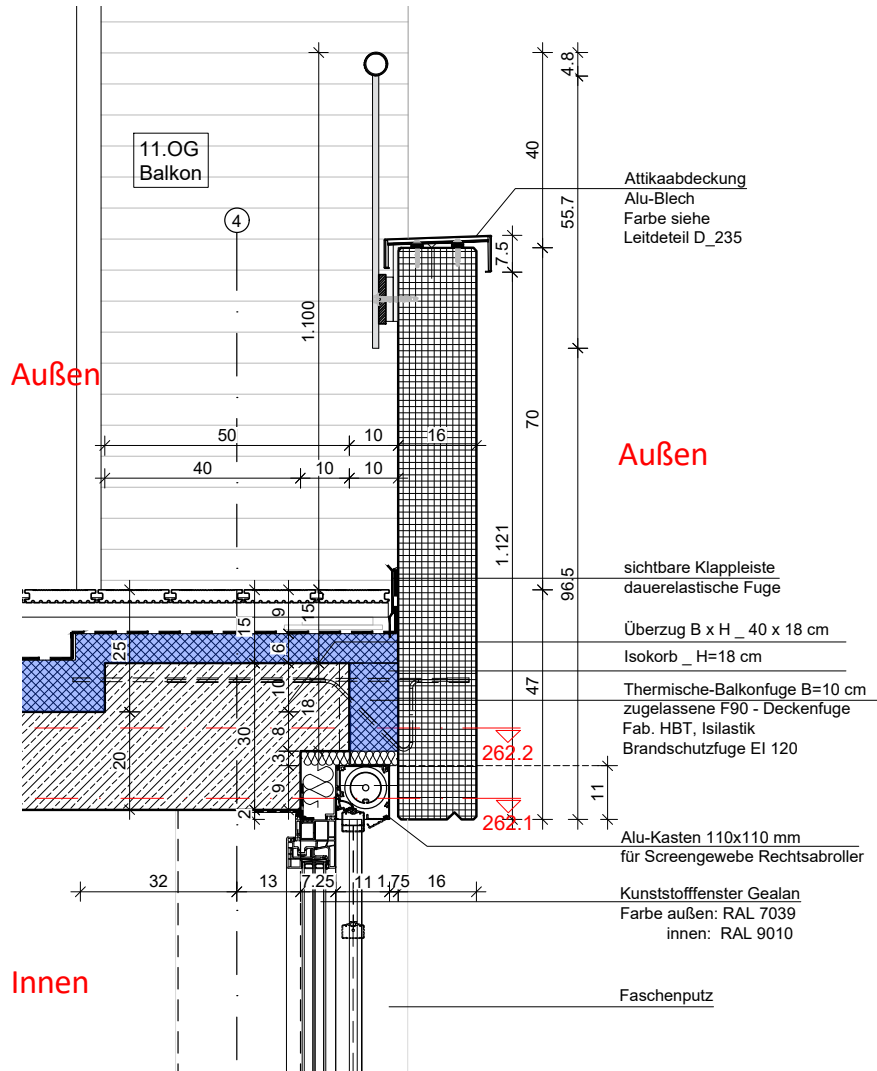 11.OG
Balkon
4
Attikaabdeckung
Alu-Blech
Farbe siehe
Leitdeteil D_235
Außen
Außen
sichtbare Klappleiste
dauerelastische Fuge
Überzug B x H _ 40 x 18 cm
Isokorb _ H=18 cm
Thermische-Balkonfuge B=10 cm
zugelassene F90 - Deckenfuge
Fab. HBT, Isilastik
Brandschutzfuge EI 120
Alu-Kasten 110x110 mm
für Screengewebe Rechtsabroller
Kunststofffenster Gealan
Farbe außen: RAL 7039
innen: RAL 9010
Faschenputz
Innen
262.2
262.1
1.100
40
4.8
55.7
7.5
70
1.121
96.5
47
11
50 10 16
40 10 10
25
15
9
15
6
10
18
8
30
20
3
9
2
32 13 7.25 11 1.75 16